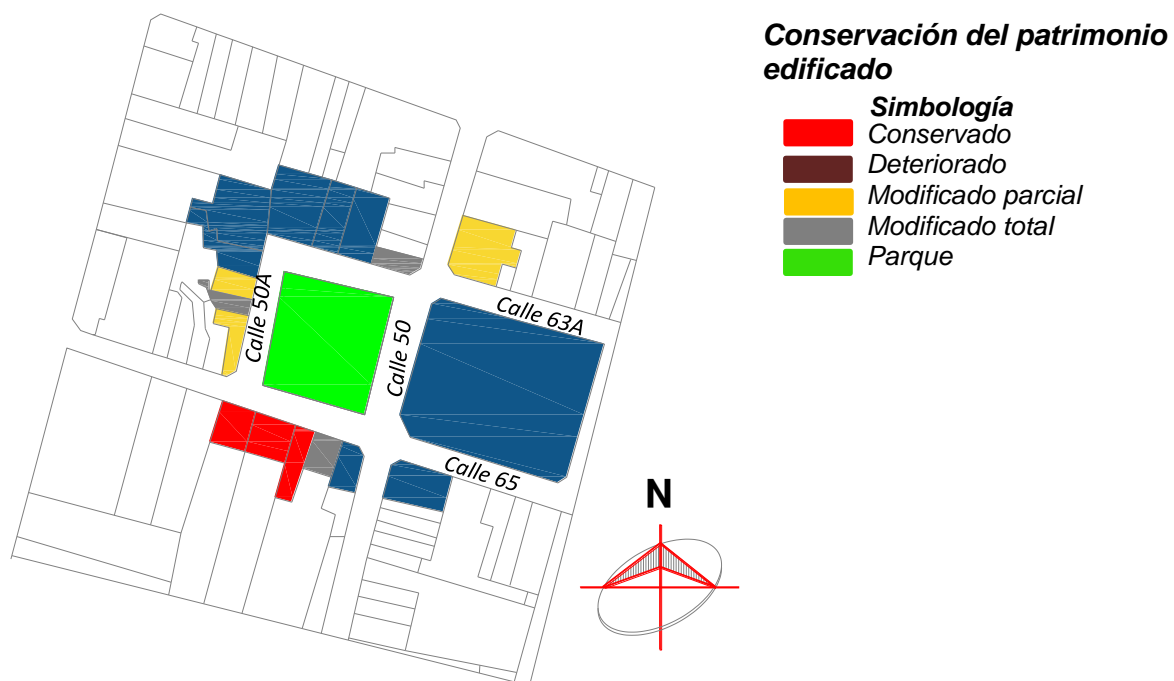 Conservación del patrimonio
edificado
Simbología
Conservado
Deteriorado
Modificado parcial
Modificado total
Parque
Calle 50A
Calle 50
Calle 63A
Calle 65
N